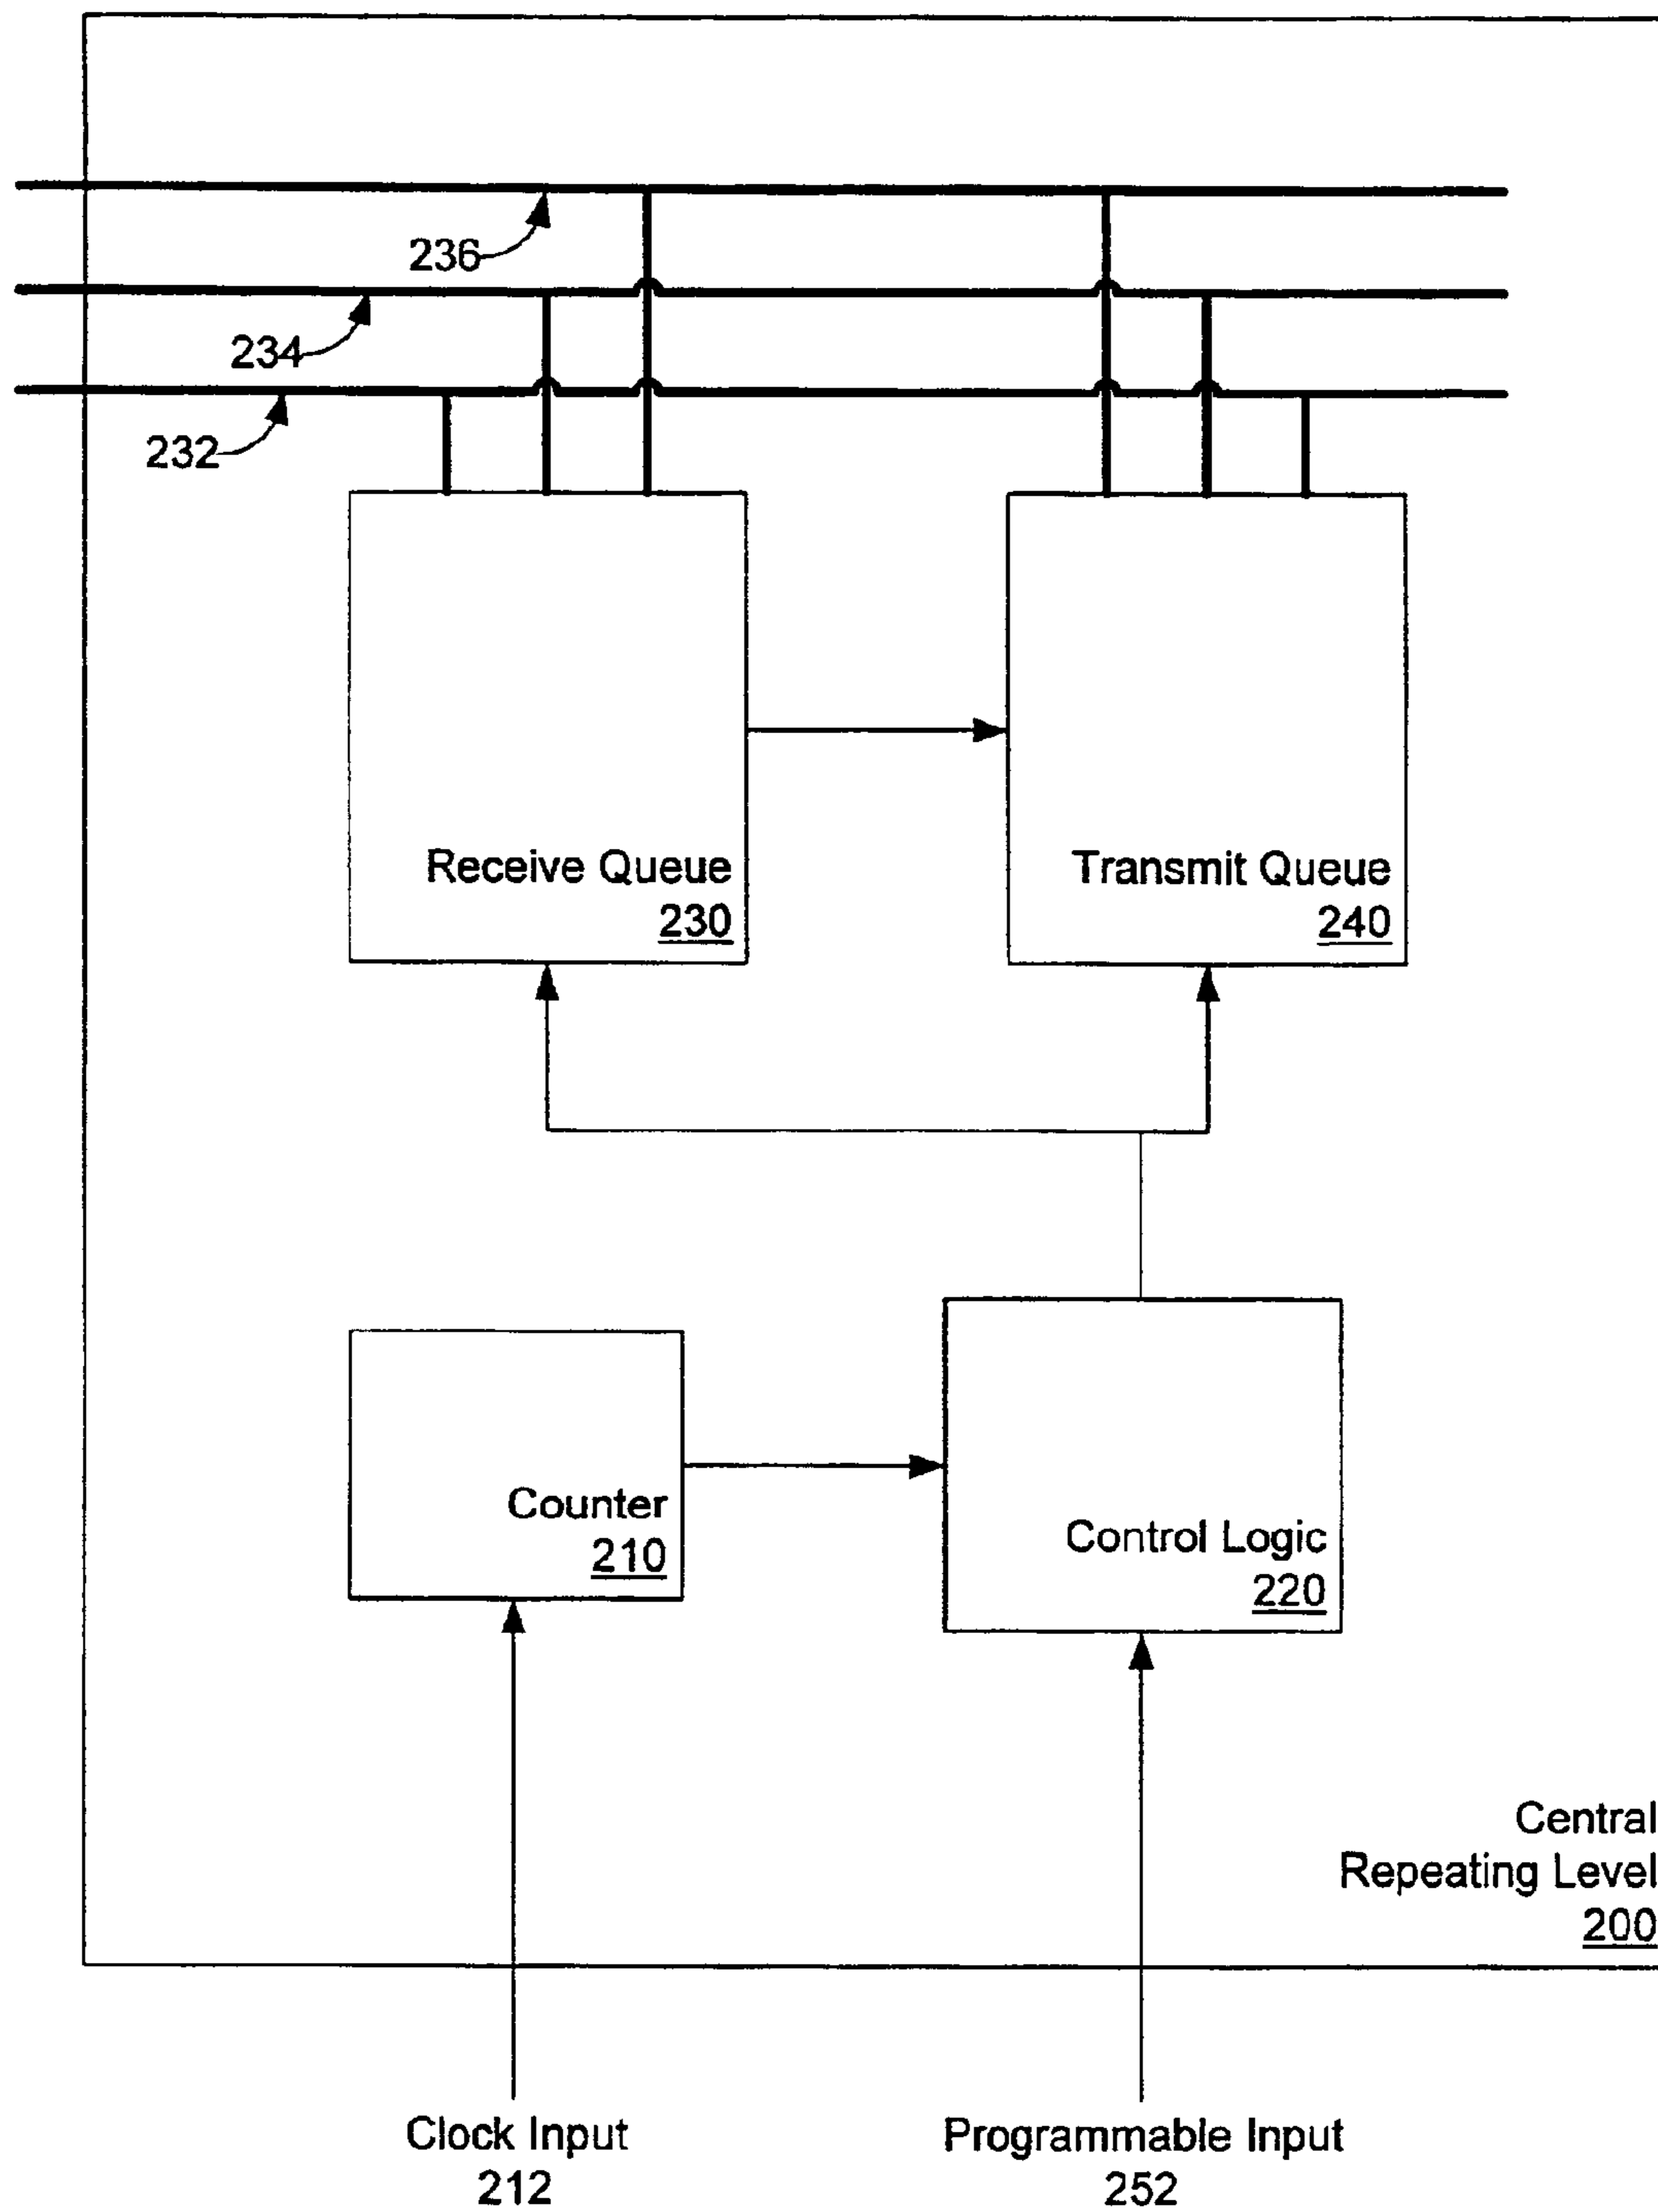 236
234
232
Receive Queue
230
Transmit Queue
240
Counter
210
Control Logic
220
Central
Repeating Level
200
Clock Input
212
Programmable Input
252